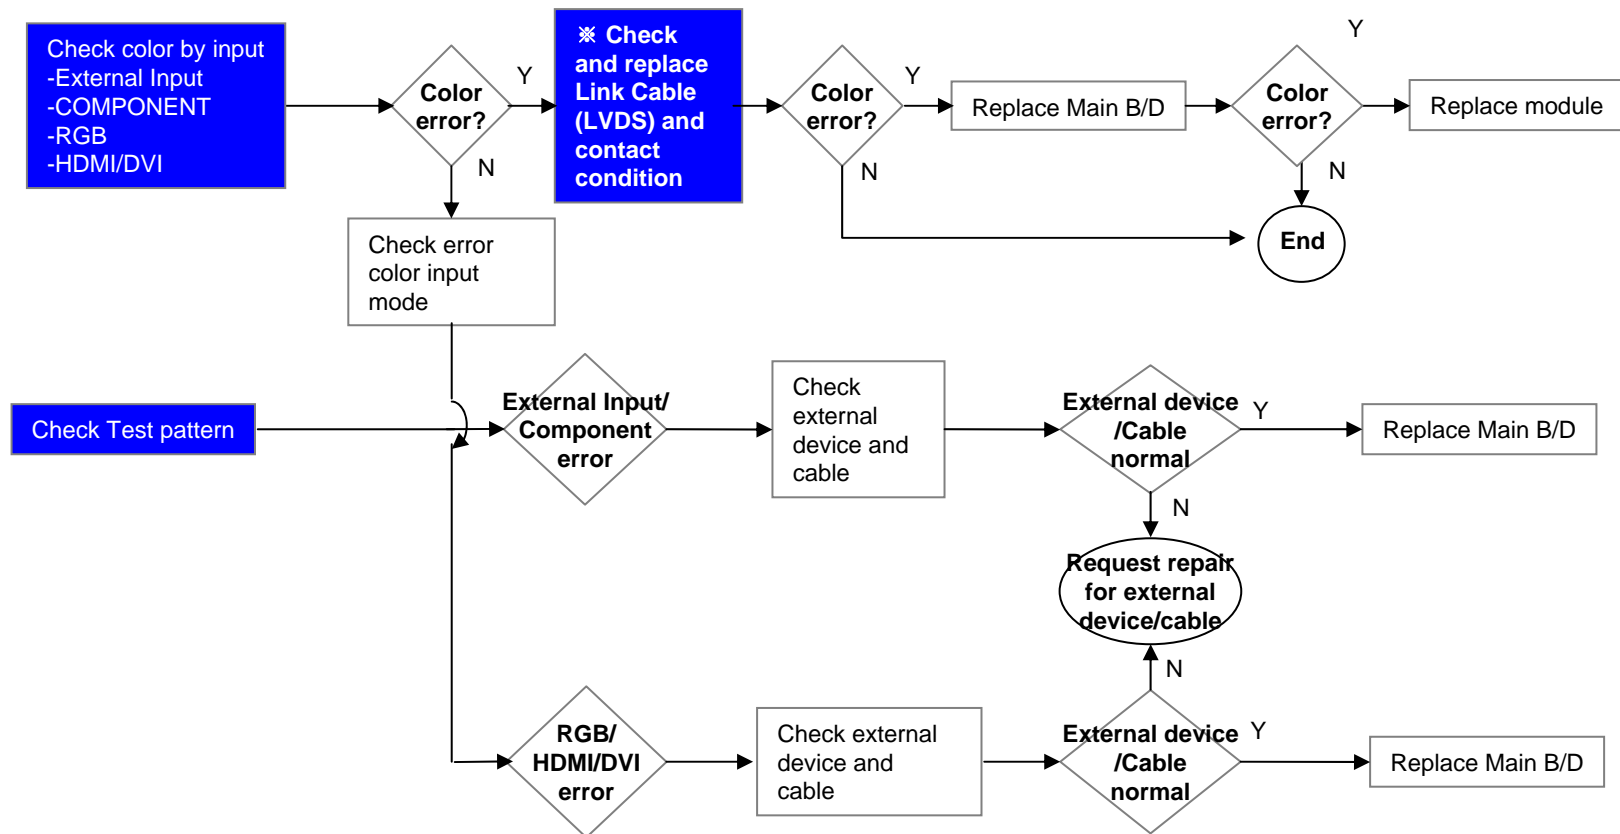 Check color by input
-External Input
-COMPONENT
-RGB
-HDMI/DVI
Color
error?
Y
N
※ Check
and replace
Link Cable
(LVDS) and
contact
condition
Color
error?
Y
N
Replace Main B/D
Color
error?
Y
N
Replace module
End
Check error
color input
mode
Check Test pattern
External Input/
Component
error
Check
external
device and
cable
External device
/Cable
normal
Y
N
Replace Main B/D
Request repair
for external
device/cable
N
RGB/
HDMI/DVI
error
Check external
device and
cable
External device
/Cable
normal
Y
Replace Main B/D